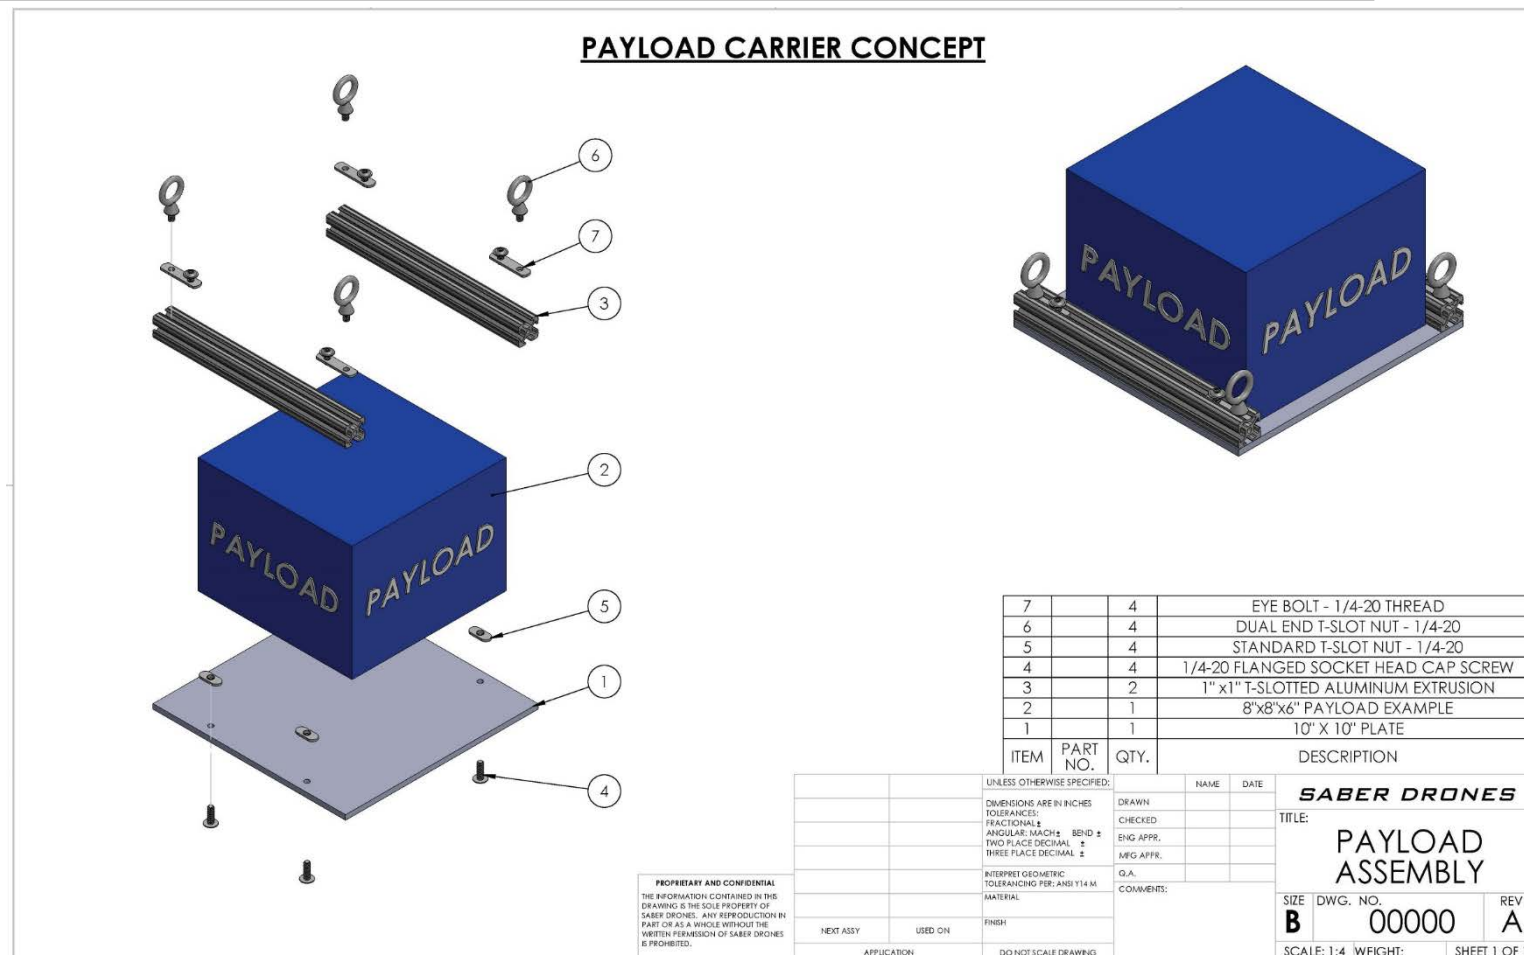 PAYLOAD CARRIER CONCEPT
6
7
3
2
PAYLOAD
PAYLOAD
PAYLOAD
PAYLOAD
5
1
4
7 4 EYE BOLT - 1/4-20 THREAD
6 4 DUAL END T-SLOT NUT - 1/4-20
5 4 STANDARD T-SLOT NUT - 1/4-20
4 4 1/4-20 FLANGED SOCKET HEAD CAP SCREW
3 2 1" x1" T-SLOTTED ALUMINUM EXTRUSION
2 1 8"x8"x6" PAYLOAD EXAMPLE
1 1 10" X 10" PLATE
ITEM PART NO. QTY. DESCRIPTION
UNLESS OTHERWISE SPECIFIED:
DIMENSIONS ARE IN INCHES
TOLERANCES:
FRACTIONAL ±
ANGULAR: MACH ± BEND ±
TWO PLACE DECIMAL ±
THREE PLACE DECIMAL ±
INTERPRET GEOMETRIC
TOLERANCING PER: ANSI Y14 M
MATERIAL
FINISH
DO NOT SCALE DRAWING
NAME DATE
DRAWN
CHECKED
ENG APPR.
MFG APPR.
Q.A.
COMMENTS:
PROPRIETARY AND CONFIDENTIAL
THE INFORMATION CONTAINED IN THIS
DRAWING IS THE SOLE PROPERTY OF
SABER DRONES. ANY REPRODUCTION IN
PART OR AS A WHOLE WITHOUT THE
WRITTEN PERMISSION OF SABER DRONES
IS PROHIBITED.
NEXT ASSY USED ON
APPLICATION
SABER DRONES
TITLE:
PAYLOAD
ASSEMBLY
SIZE DWG. NO. REV
B 00000 A
SCALE: 1:4 WEIGHT: SHEET 1 OF